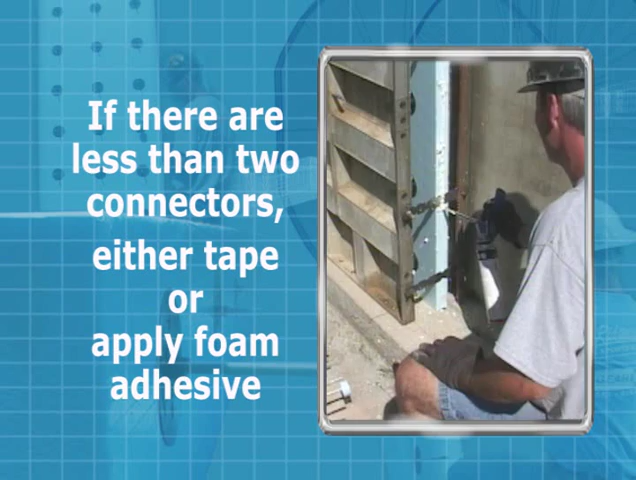 If there are
less than two
connectors,
either tape
or
apply foam
adhesive